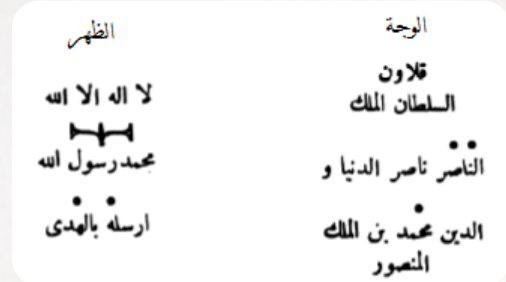 الوجة
قلاون
السلطان الملك
الناصر ناصر الدنيا و
الدين محمد بن الملك
المنصور
الظهر
لا اله الا الله
محمد رسول الله
ارسله بالهدى